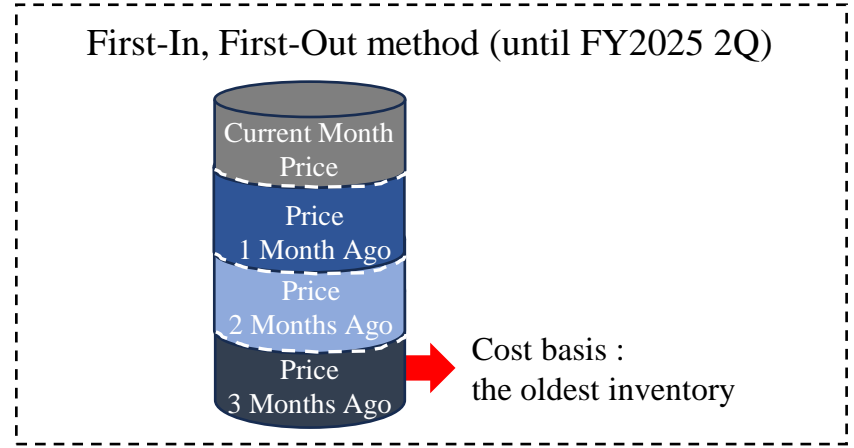 First-In, First-Out method (until FY2025 2Q)
Current Month
Price
Price
1 Month Ago
Price
2 Months Ago
Price
3 Months Ago
Cost basis :
the oldest inventory